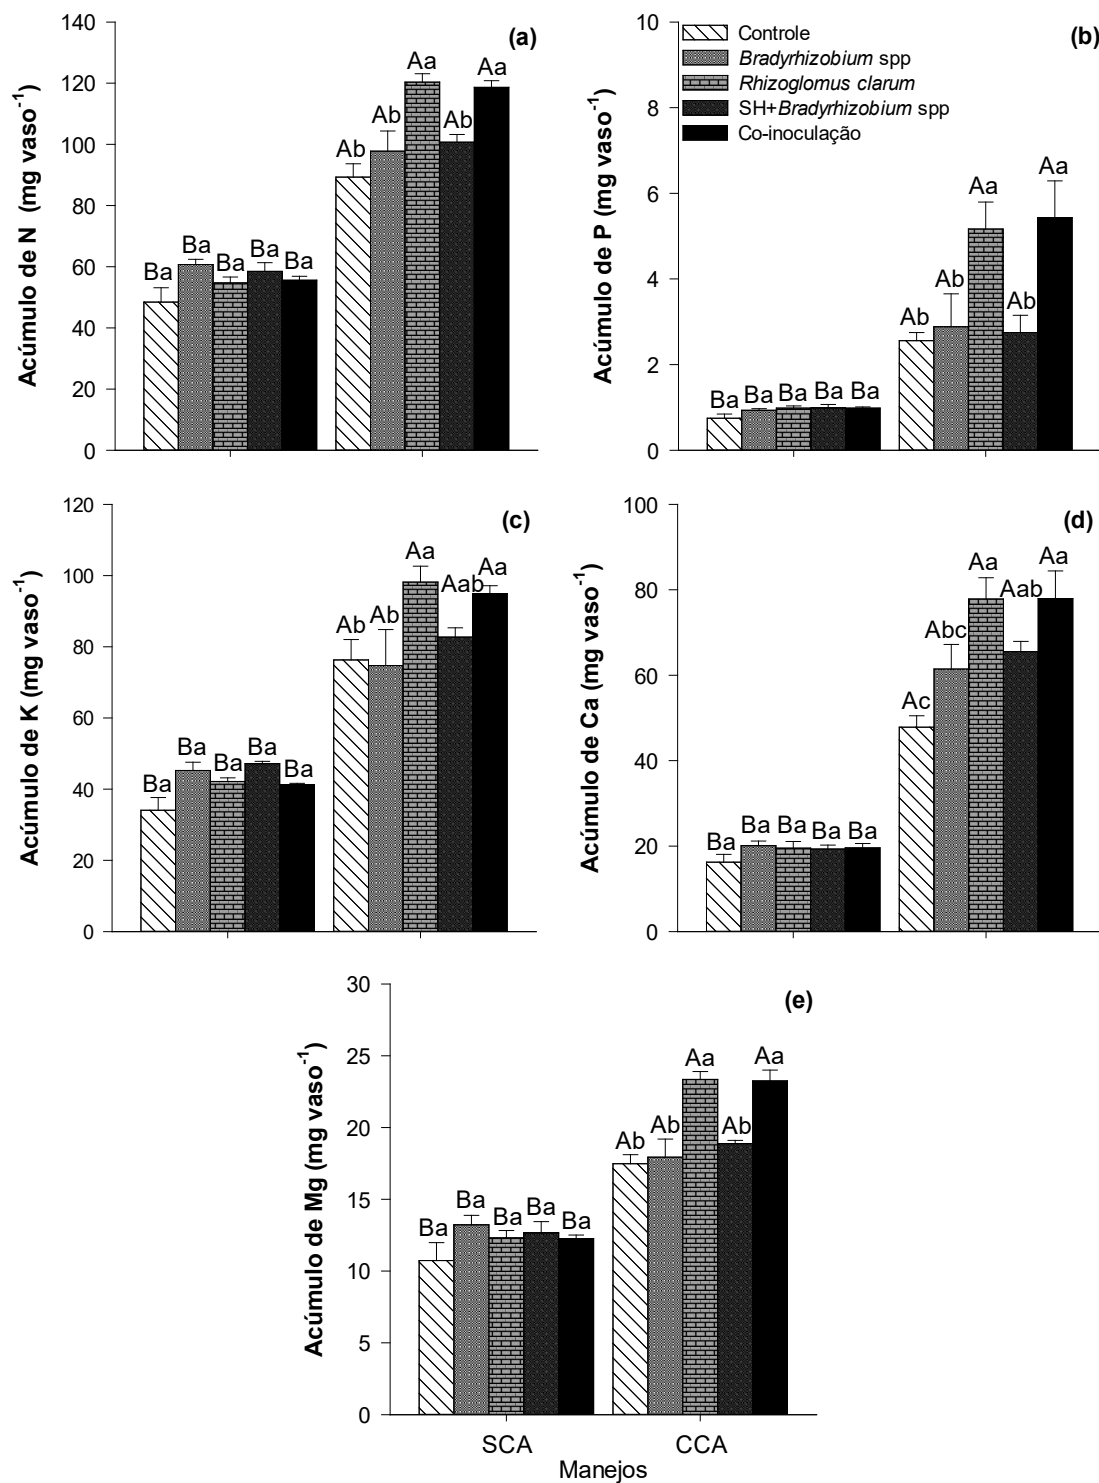 (a)
Acúmulo de N (mg vaso-1)
140
120
100
80
60
40
20
0
Ba Ba Ba Ba Ba Ab Ab Aa Ab Aa
(b)
Acúmulo de P (mg vaso-1)
10
8
6
4
2
0
Controle
Bradyrhizobium spp
Rhizoglomus clarum
SH+Bradyrhizobium spp
Co-inoculação
Ba Ba Ba Ba Ba Ab Ab Aa Ab Aa
(c)
Acúmulo de K (mg vaso-1)
120
100
80
60
40
20
0
Ba Ba Ba Ba Ba Ab Ab Aa Aab Aa
(d)
Acúmulo de Ca (mg vaso-1)
100
80
60
40
20
0
Ba Ba Ba Ba Ba Ac Abc Aa Aab Aa
(e)
Acúmulo de Mg (mg vaso-1)
30
25
20
15
10
5
0
Ba Ba Ba Ba Ba Ab Ab Aa Ab Aa
SCA CCA
Manejos